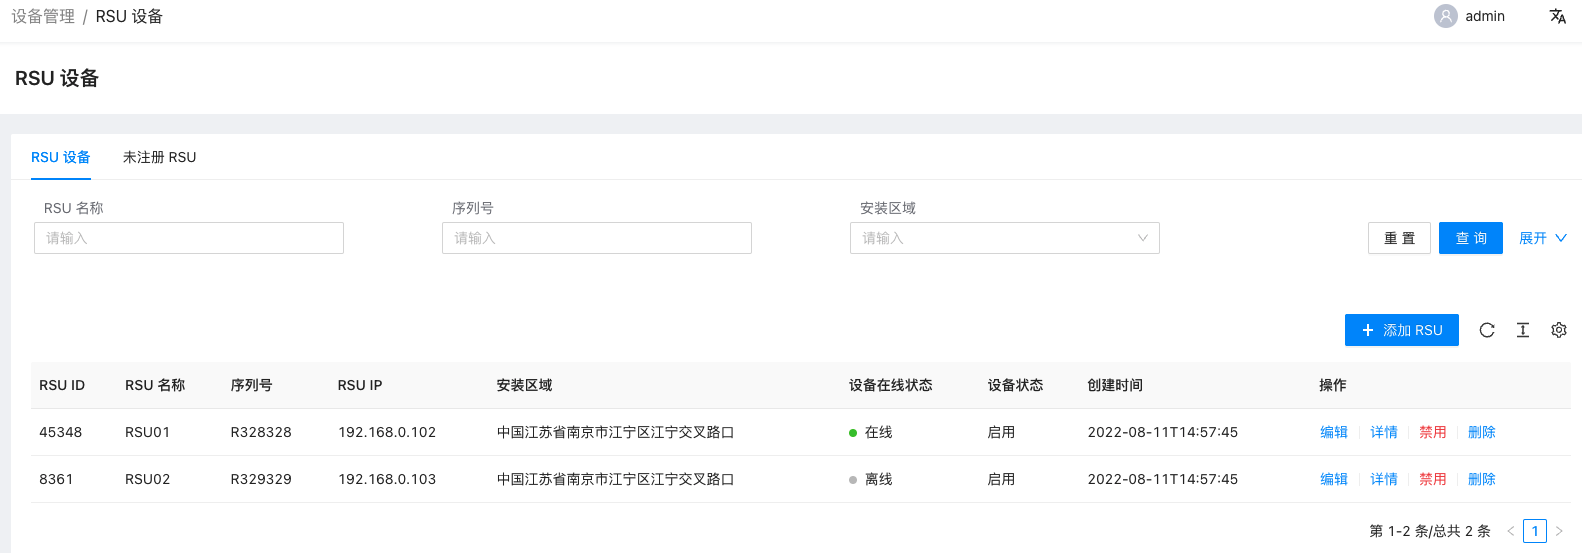 设备管理 / RSU 设备 admin
RSU 设备
RSU 设备 未注册 RSU
RSU 名称 序列号 安装区域
请输入 请输入 请输入 重 置 查 询 展开
添加 RSU
RSU ID RSU 名称 序列号 RSU IP 安装区域 设备在线状态 设备状态 创建时间 操作
45348 RSU01 R328328 192.168.0.102 中国江苏省南京市江宁区江宁交叉路口 在线 启用 2022-08-11T14:57:45 编辑 详情 禁用 删除
8361 RSU02 R329329 192.168.0.103 中国江苏省南京市江宁区江宁交叉路口 离线 启用 2022-08-11T14:57:45 编辑 详情 禁用 删除
第 1-2 条/总共 2 条 < 1 >